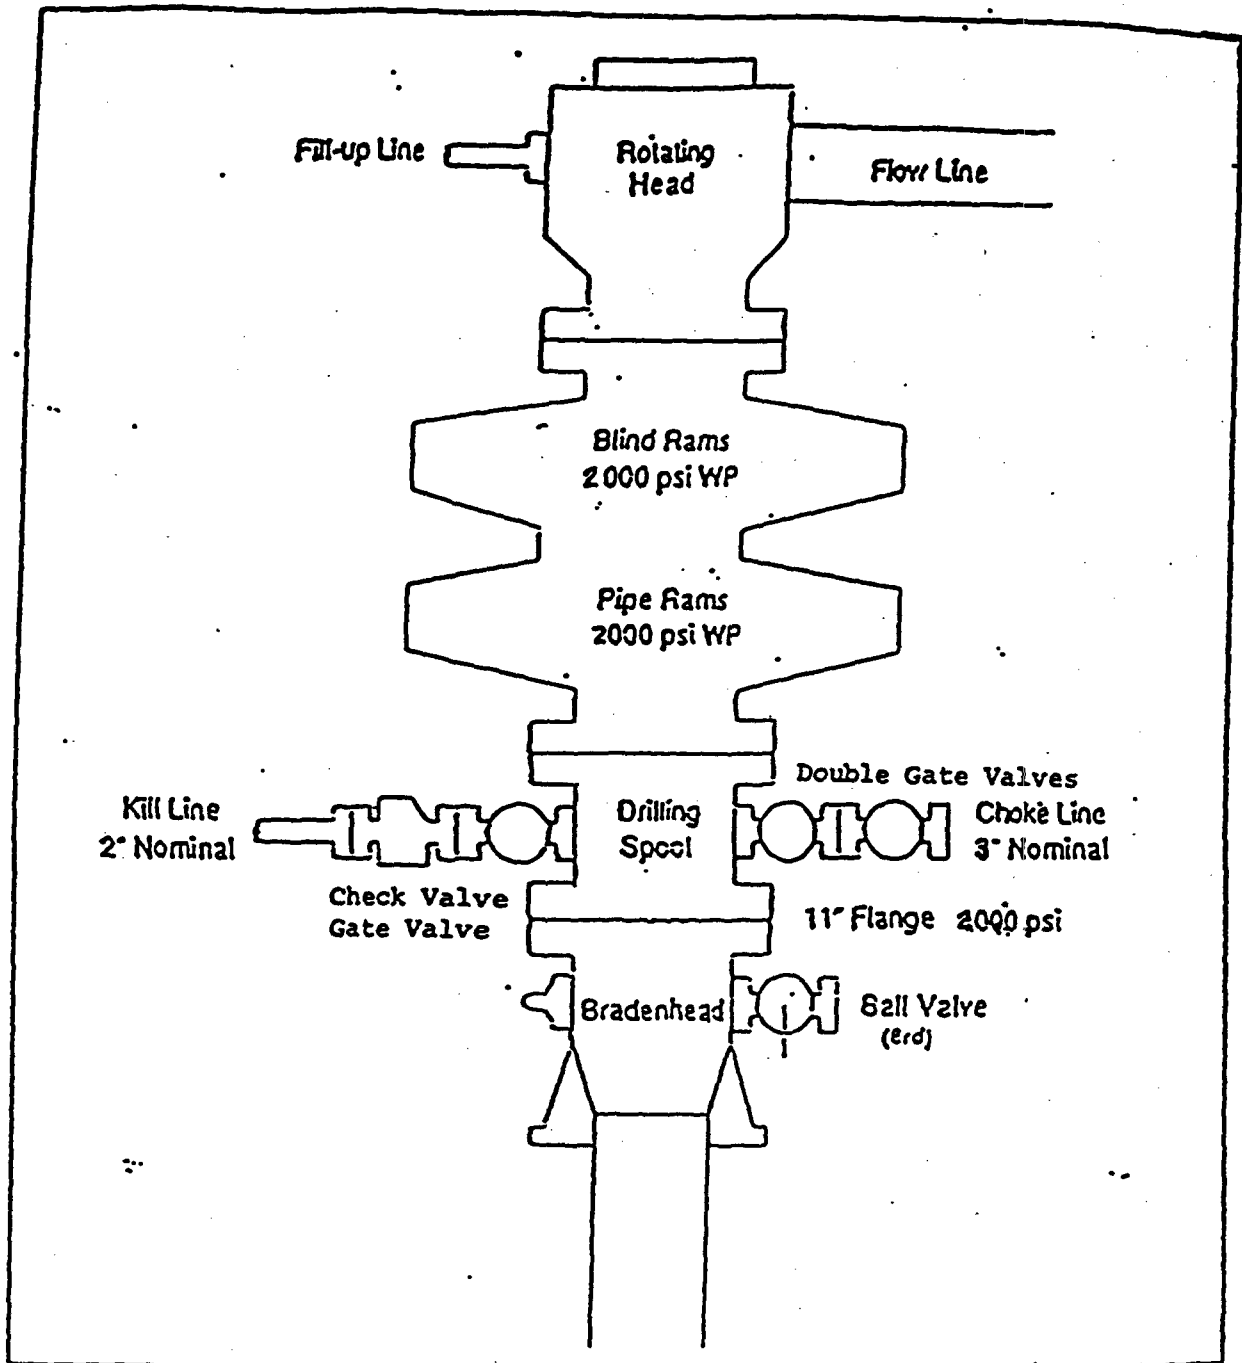 Fill-up Line
Rotating
Head
Flow Line
Blind Rams
2000 psi WP
Pipe Rams
2000 psi WP
Double Gate Valves
Kill Line
2" Nominal
Drilling
Spool
Choke Line
3" Nominal
Check Valve
Gate Valve
11" Flange 2000 psi
Bradenhead
Ball Valve